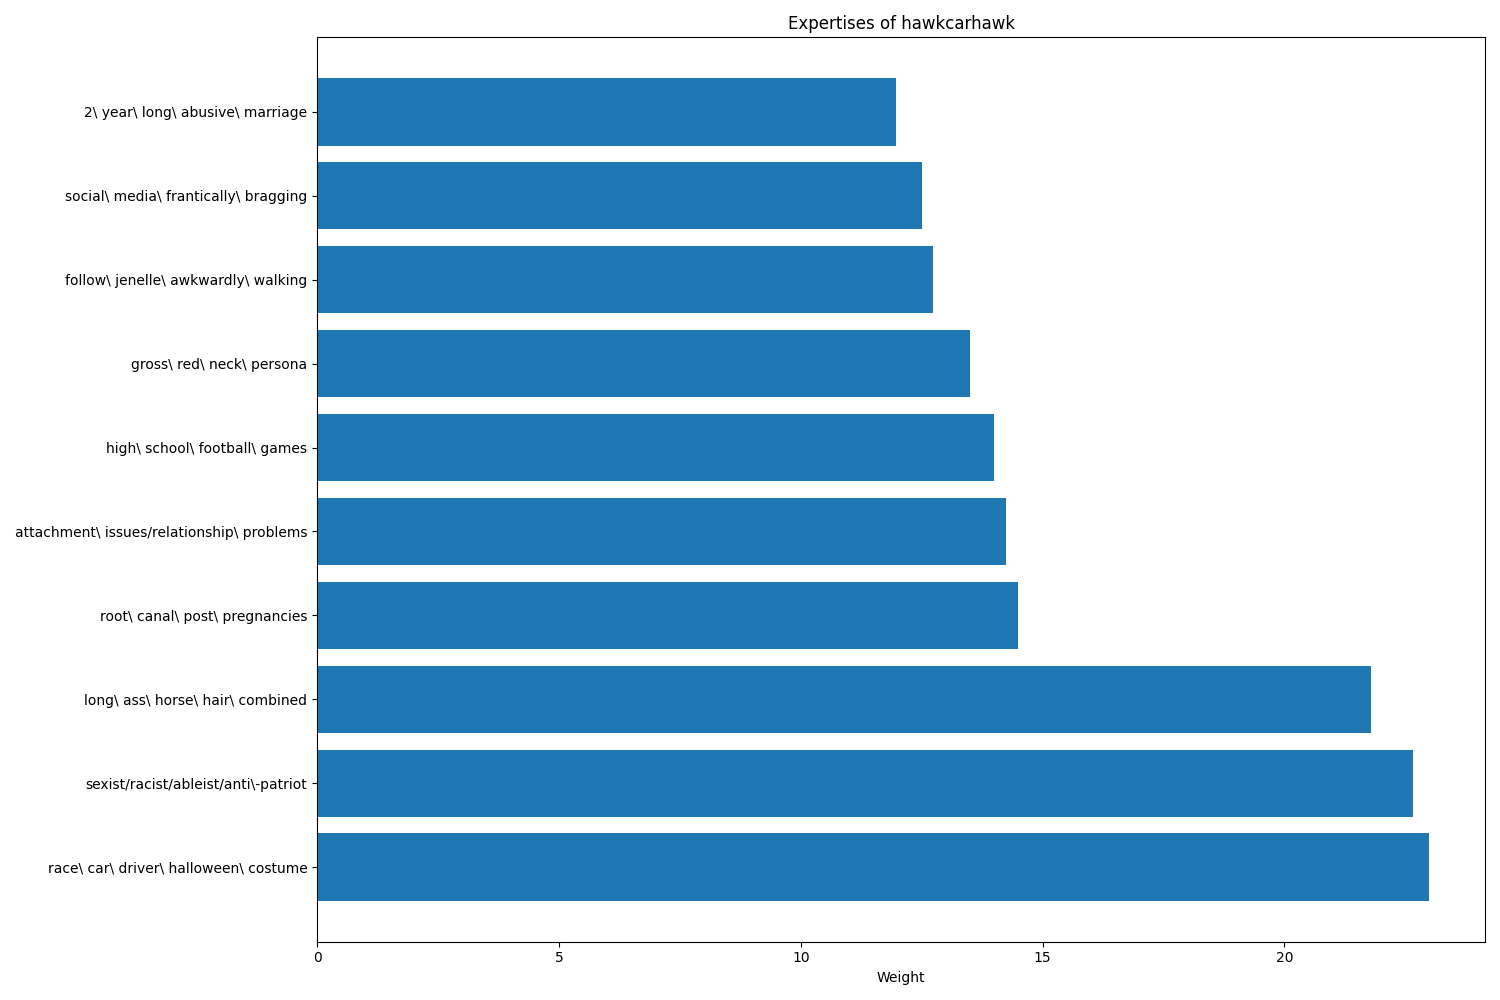 Expertises of hawkcarhawk
2\ year\ long\ abusive\ marriage
social\ media\ frantically\ bragging
follow\ jenelle\ awkwardly\ walking
gross\ red\ neck\ persona
high\ school\ football\ games
attachment\ issues/relationship\ problems
root\ canal\ post\ pregnancies
long\ ass\ horse\ hair\ combined
sexist/racist/ableist/anti\-patriot
race\ car\ driver\ halloween\ costume
0 5 10 15 20
Weight